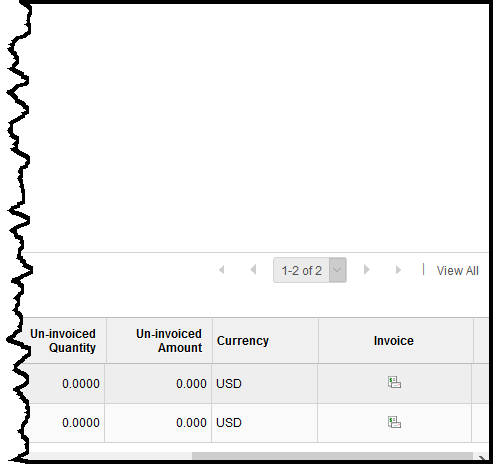 1-2 of 2
View All
Un-invoiced Quantity
Un-invoiced Amount
Currency
Invoice
0.0000 0.000 USD
0.0000 0.000 USD